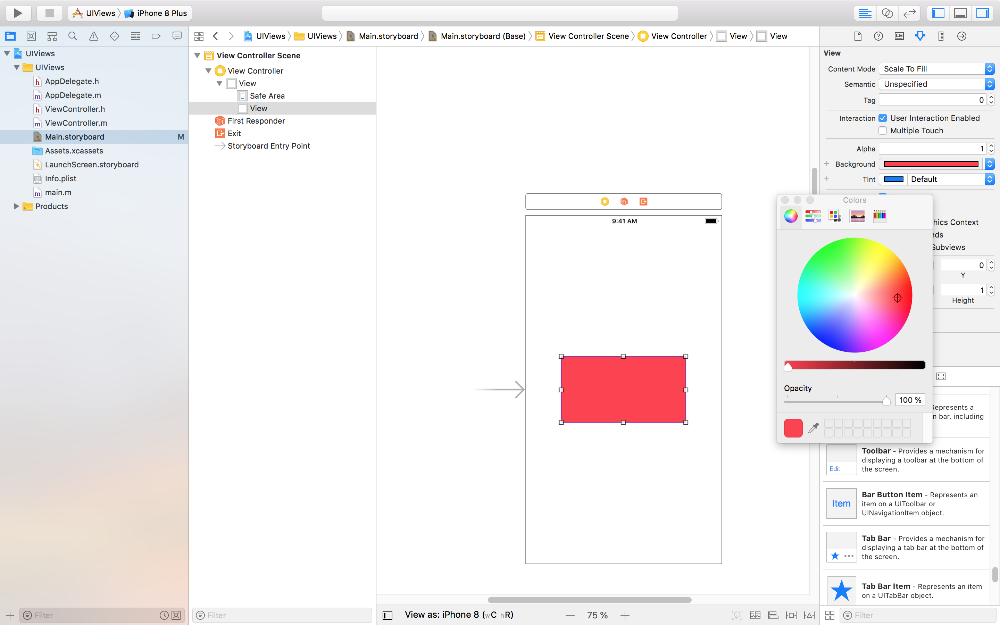 UIViews
iPhone 8 Plus
UIViews
UIViews
Main.storyboard
Main.storyboard (Base)
View Controller Scene
View Controller
View
View
UIViews
UIViews
AppDelegate.h
AppDelegate.m
ViewController.h
ViewController.m
Main.storyboard M
Assets.xcassets
LaunchScreen.storyboard
Info.plist
main.m
Products
Filter
View Controller Scene
View Controller
View
Safe Area
View
First Responder
Exit
Storyboard Entry Point
Filter
9:41 AM
View as: iPhone 8 (wC hR)
75 %
View
Content Mode Scale To Fill
Semantic Unspecified
Tag 0
Interaction User Interaction Enabled
Multiple Touch
Alpha 1
Background
Tint Default
Colors
hics Context
nds
Subviews
0
Y
1
Height
Opacity
100 %
Represents a
n bar, including
Toolbar - Provides a mechanism for
displaying a toolbar at the bottom of
the screen.
Edit
Bar Button Item - Represents an
item on a UIToolbar or
UINavigationItem object.
Item
Tab Bar - Provides a mechanism for
displaying a tab bar at the bottom of
the screen.
Tab Bar Item - Represents an item
on a UITabBar object.
Filter